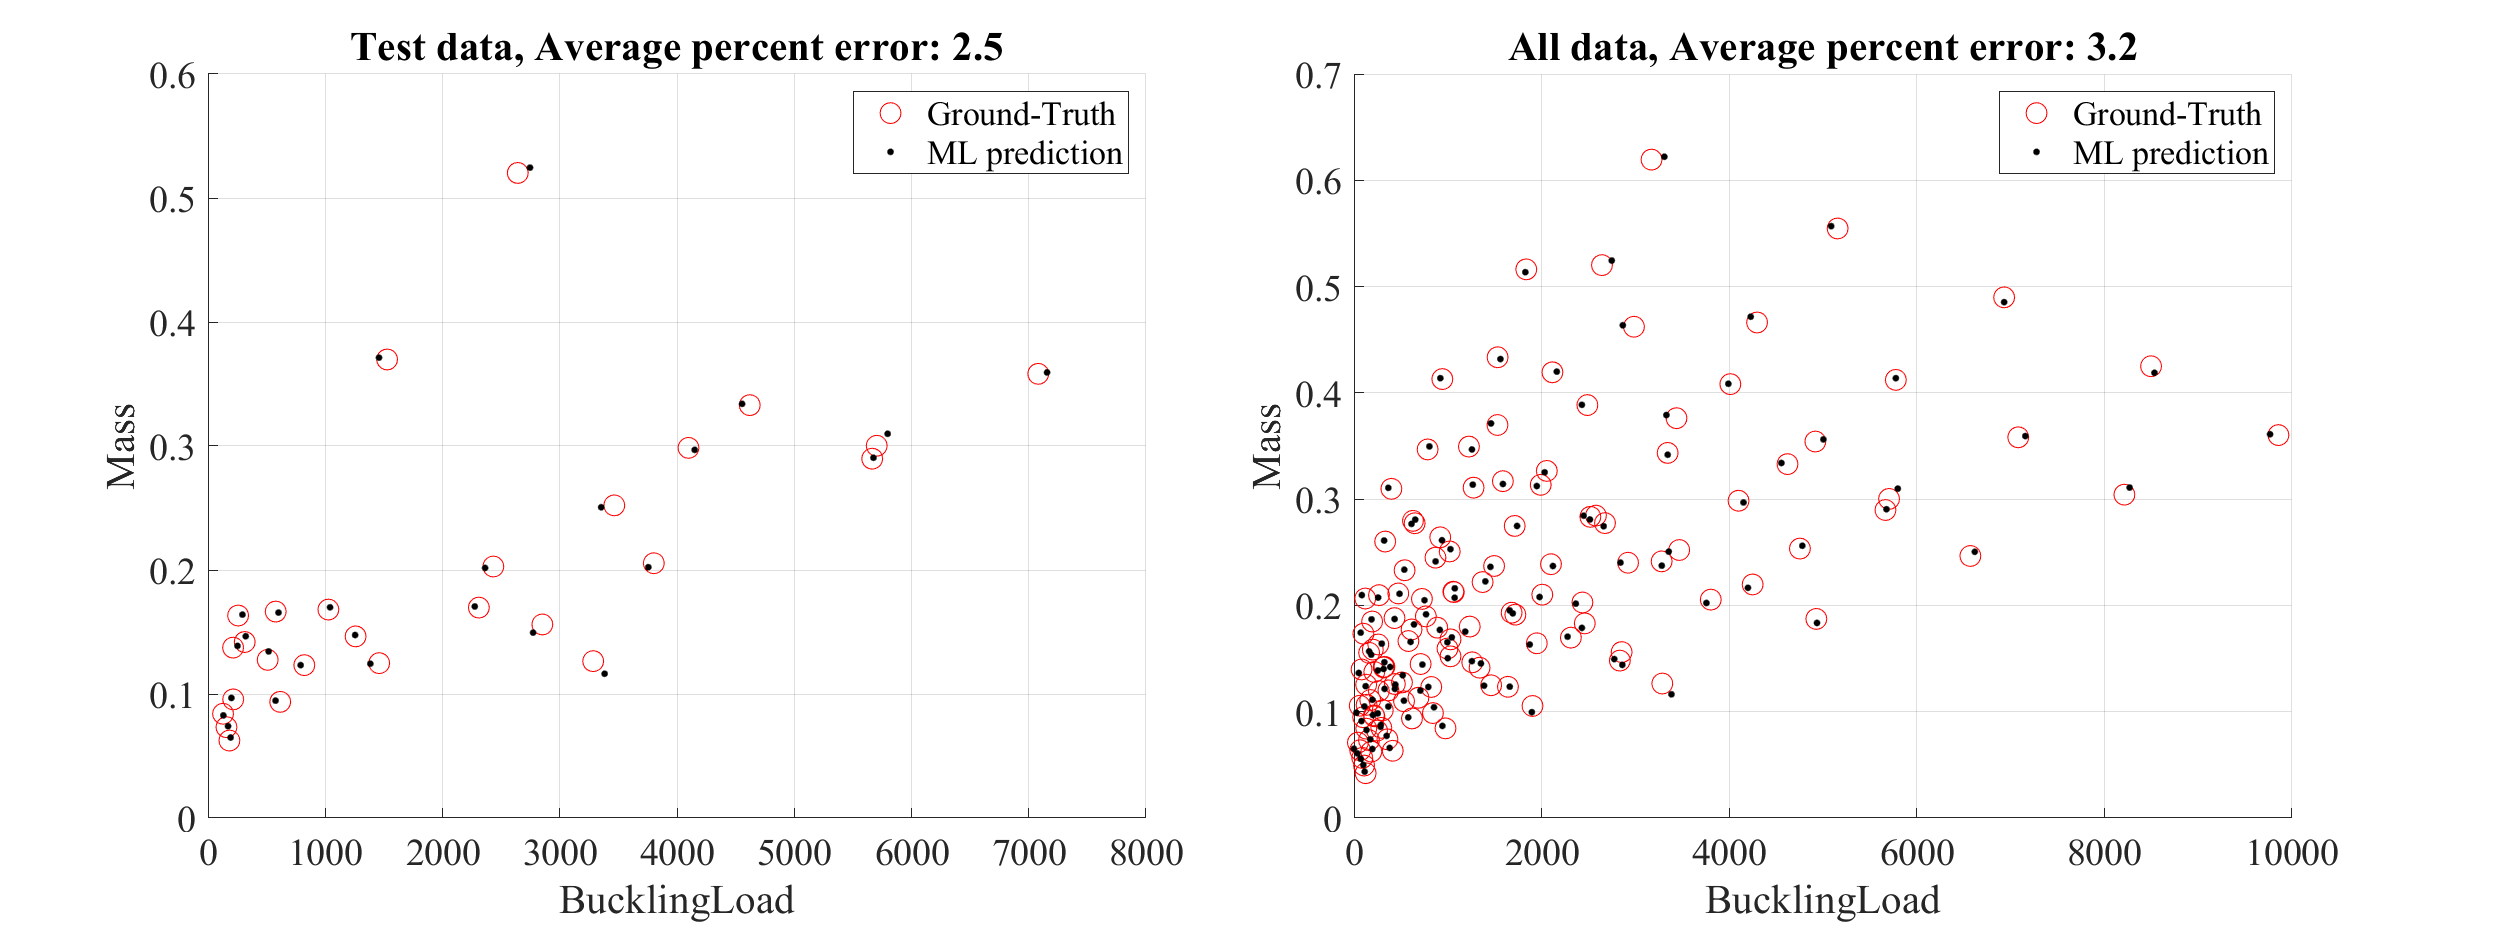 Test data, Average percent error: 2.5
0.6
0.5
0.4
0.3
0.2
0.1
0
Mass
Ground-Truth
ML prediction
0 1000 2000 3000 4000 5000 6000 7000 8000
BucklingLoad
All data, Average percent error: 3.2
0.7
0.6
0.5
0.4
0.3
0.2
0.1
0
Mass
Ground-Truth
ML prediction
0 2000 4000 6000 8000 10000
BucklingLoad